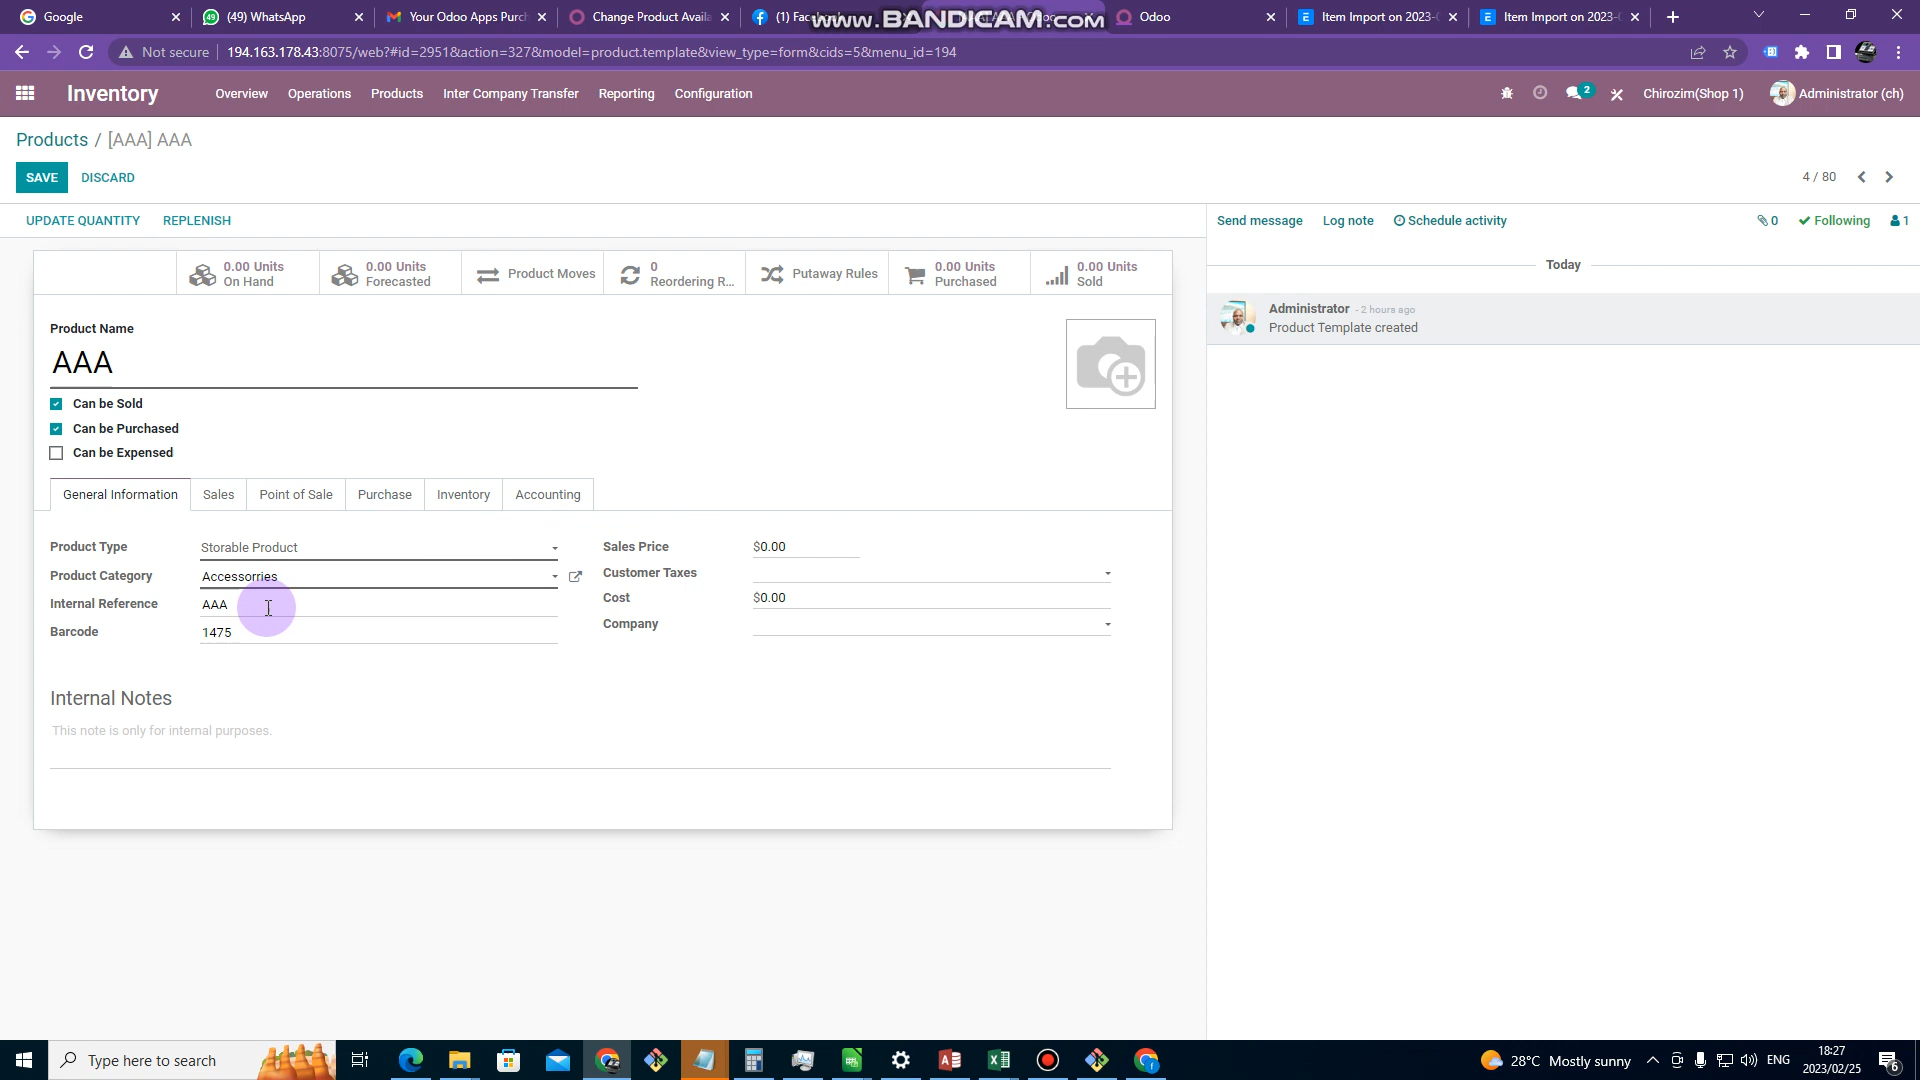 Google
(49) WhatsApp
Your Odoo Apps Purch
Change Product Availa
(1) Fac
www.BANDICAM.com
Odoo
Item Import on 2023-
Item Import on 2023-
Not secure
194.163.178.43:8075/web?#id=2951&action=327&model=product.template&view_type=form&cids=5&menu_id=194
Inventory
Overview
Operations
Products
Inter Company Transfer
Reporting
Configuration
2
Chirozim(Shop 1)
Administrator (ch)
Products / [AAA] AAA
SAVE
DISCARD
4 / 80
UPDATE QUANTITY
REPLENISH
Send message
Log note
Schedule activity
0
Following
1
0.00 Units
On Hand
0.00 Units
Forecasted
Product Moves
0
Reordering R...
Putaway Rules
0.00 Units
Purchased
0.00 Units
Sold
Today
Administrator - 2 hours ago
Product Template created
Product Name
AAA
Can be Sold
Can be Purchased
Can be Expensed
General Information
Sales
Point of Sale
Purchase
Inventory
Accounting
Product Type
Storable Product
Product Category
Accessorries
Internal Reference
AAA
Barcode
1475
Sales Price
$0.00
Customer Taxes
Cost
$0.00
Company
Internal Notes
This note is only for internal purposes.
Type here to search
28°C Mostly sunny
ENG
18:27
2023/02/25
6